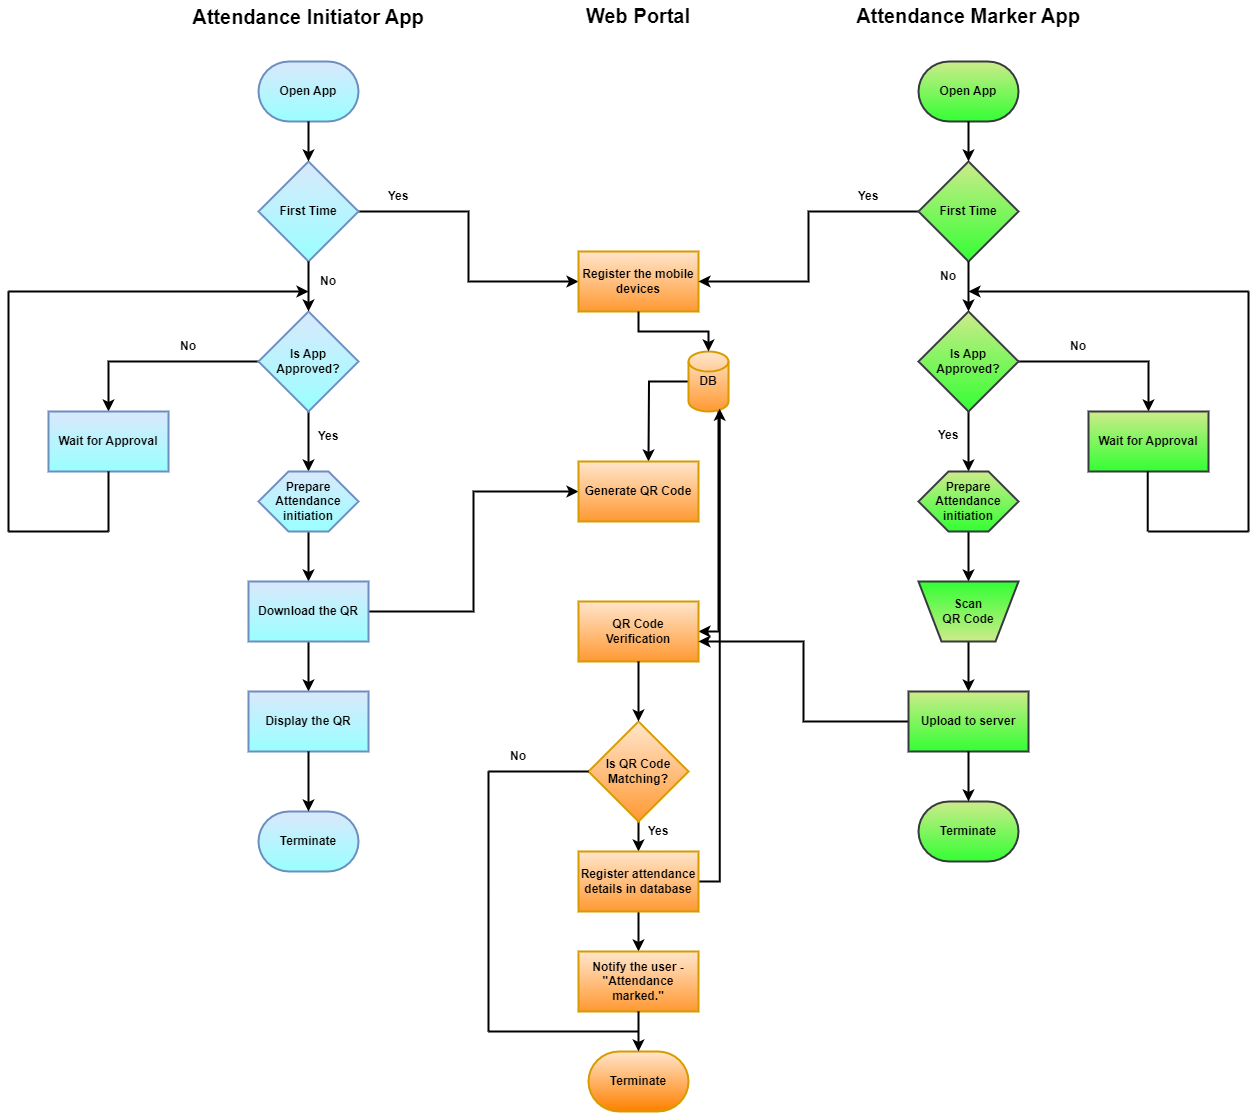 Attendance Initiator App
Web Portal
Attendance Marker App
Open App
First Time
Yes
No
Is App
Approved?
No
Wait for Approval
Yes
Prepare
Attendance
initiation
Download the QR
Display the QR
Terminate
Register the mobile
devices
DB
Generate QR Code
QR Code
Verification
Is QR Code
Matching?
No
Yes
Register attendance
details in database
Notify the user -
"Attendance
marked."
Terminate
Open App
First Time
Yes
No
Is App
Approved?
No
Wait for Approval
Yes
Prepare
Attendance
initiation
Scan
QR Code
Upload to server
Terminate